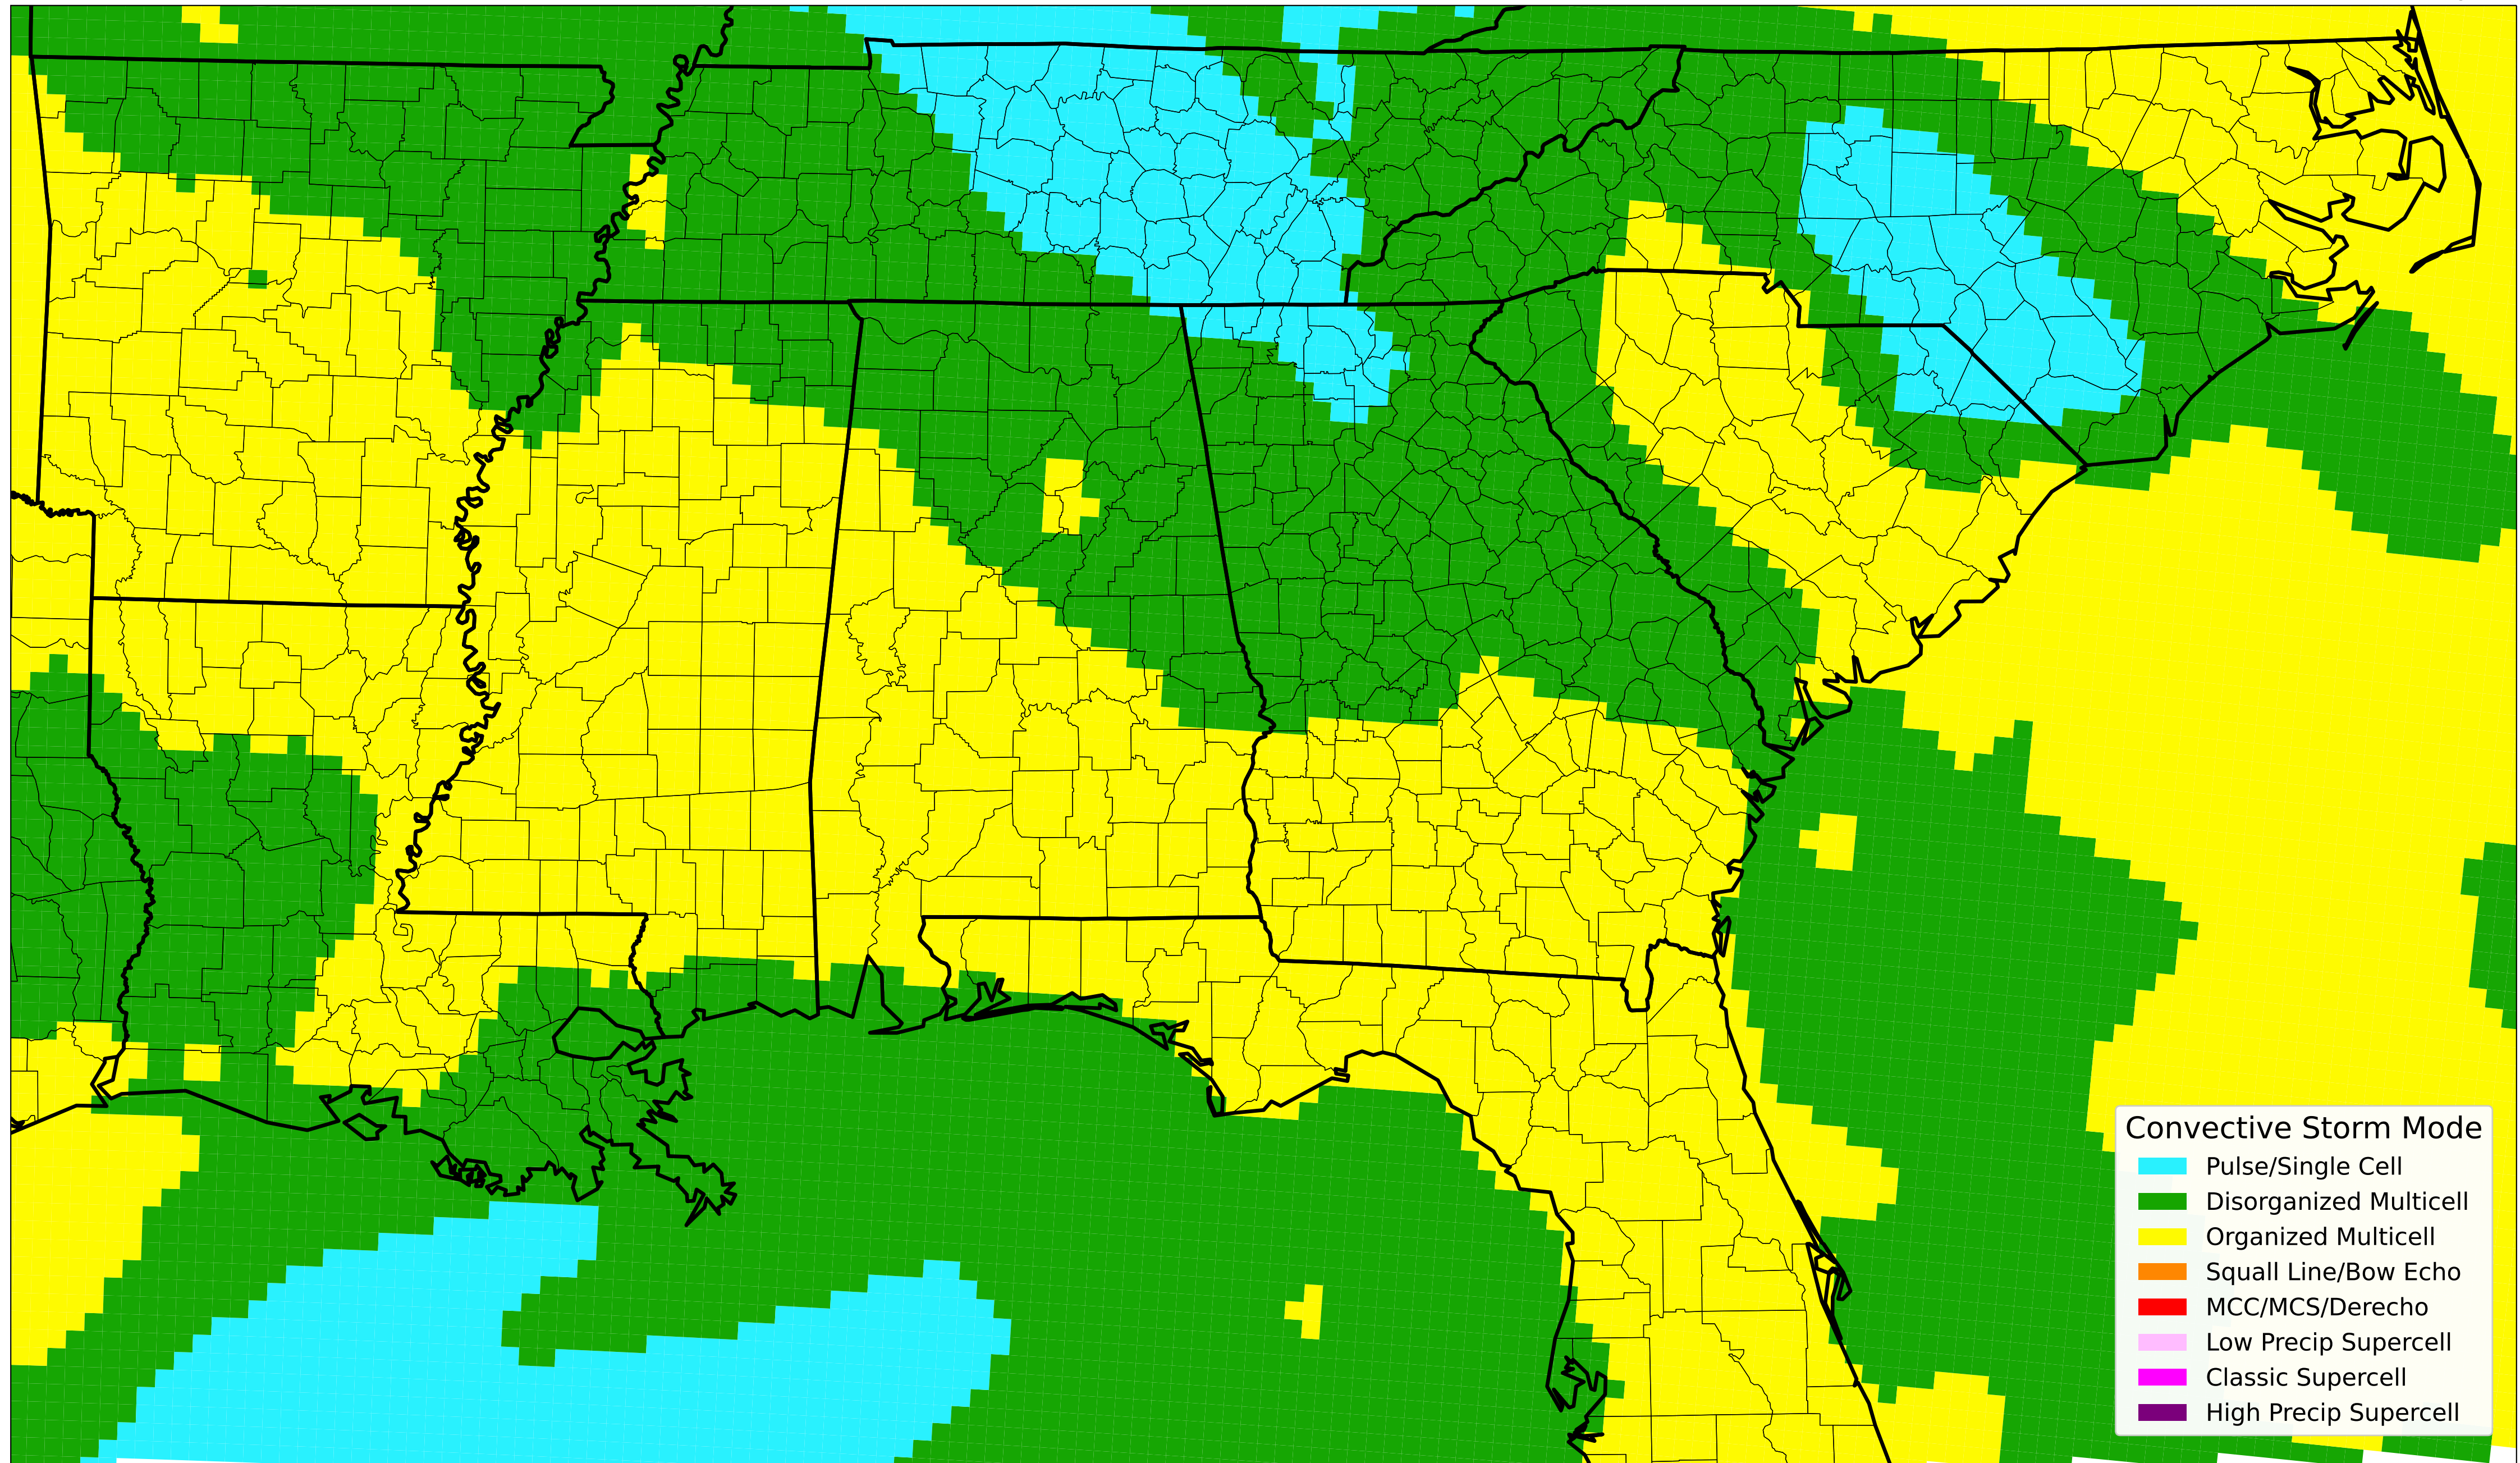 Convective Storm Mode
Pulse/Single Cell
Disorganized Multicell
Organized Multicell
Squall Line/Bow Echo
MCC/MCS/Derecho
Low Precip Supercell
Classic Supercell
High Precip Supercell